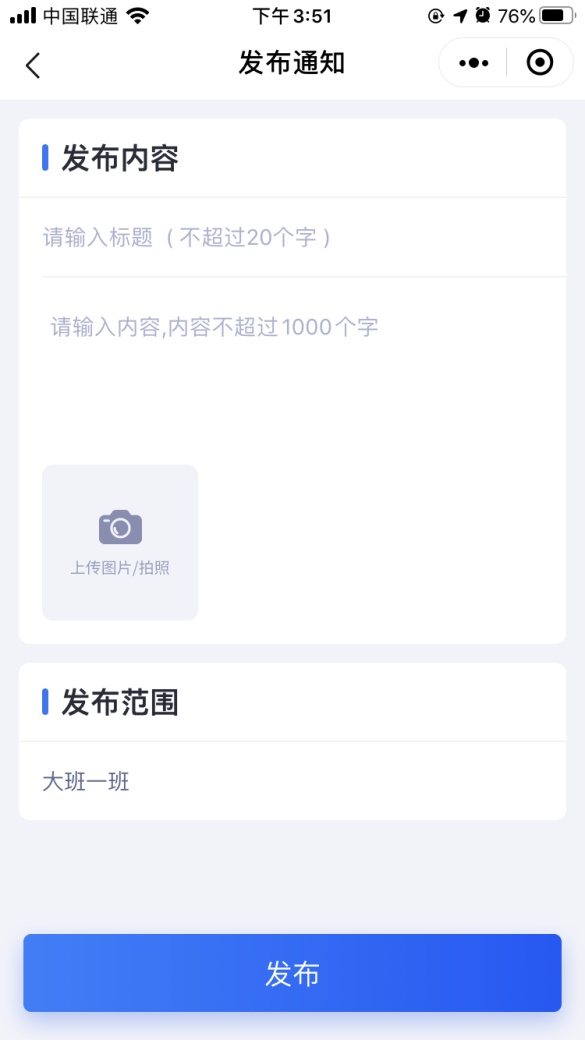 中国联通
下午3:51
76%
发布通知
发布内容
请输入标题（不超过20个字）
请输入内容,内容不超过1000个字
上传图片/拍照
发布范围
大班一班
发布